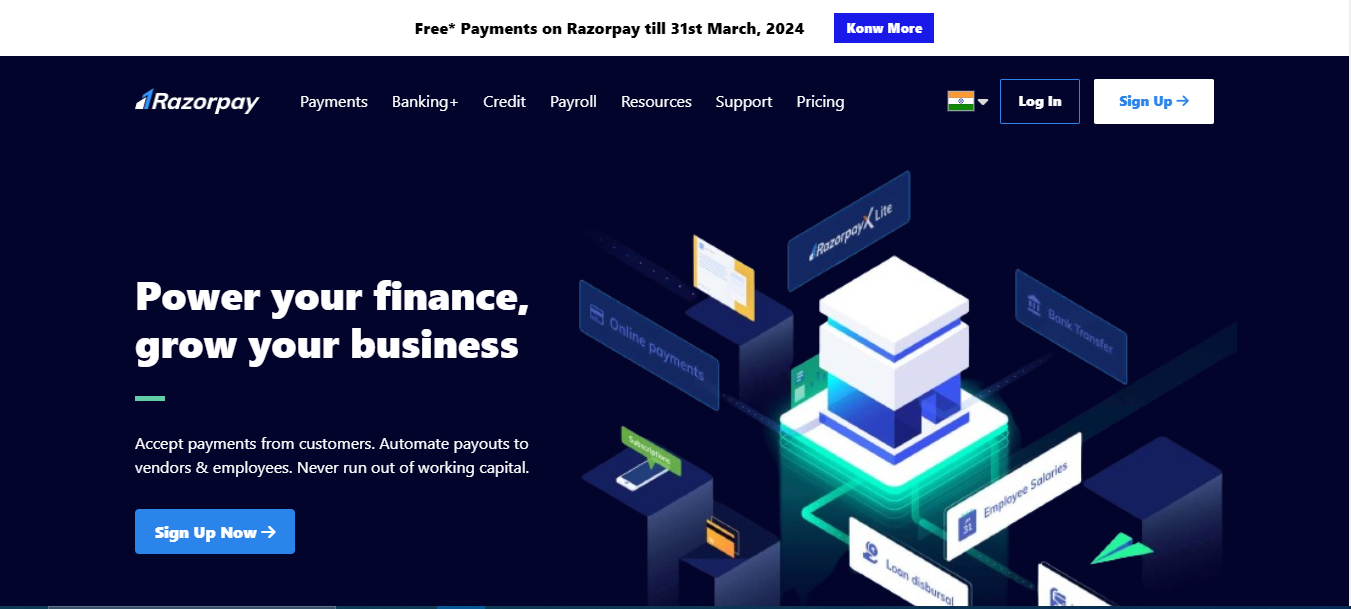 Free* Payments on Razorpay till 31st March, 2024
Konw More
Razorpay
Payments
Banking+
Credit
Payroll
Resources
Support
Pricing
Log In
Sign Up →
RazorpayX Lite
Online payments
Bank Transfer
Power your finance,
grow your business
Accept payments from customers. Automate payouts to
vendors & employees. Never run out of working capital.
Sign Up Now →
Subscriptions
Employee Salaries
31
Loan disbursal